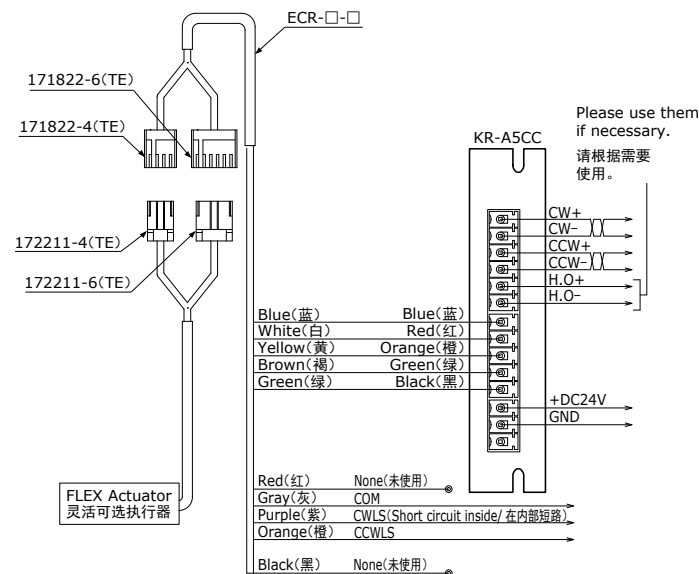 ECR-□-□
171822-6(TE)
171822-4(TE)
172211-4(TE)
172211-6(TE)
FLEX Actuator
灵活可选执行器
KR-A5CC
Please use them
if necessary.
请根据需要
使用。
CW+
CW-
CCW+
CCW-
H.O+
H.O-
Blue(蓝) Blue(蓝)
White(白) Red(红)
Yellow(黄) Orange(橙)
Brown(褐) Green(绿)
Green(绿) Black(黑)
+DC24V
GND
Red(红) None(未使用)
Gray(灰) COM
Purple(紫) CWLS(Short circuit inside/ 在内部短路)
Orange(橙) CCWLS
Black(黑) None(未使用)